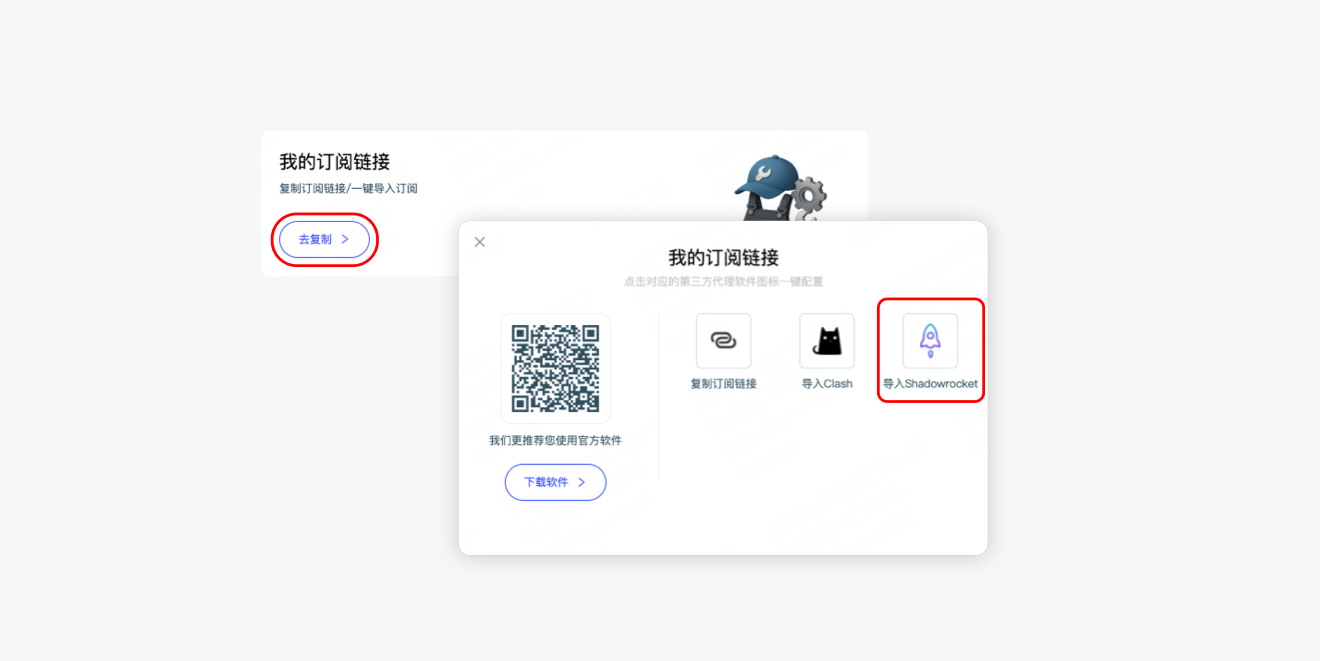 我的订阅链接
复制订阅链接/一键导入订阅
去复制
我的订阅链接
点击对应的第三方代理软件图标一键配置
复制订阅链接
导入Clash
导入Shadowrocket
我们更推荐您使用官方软件
下载软件